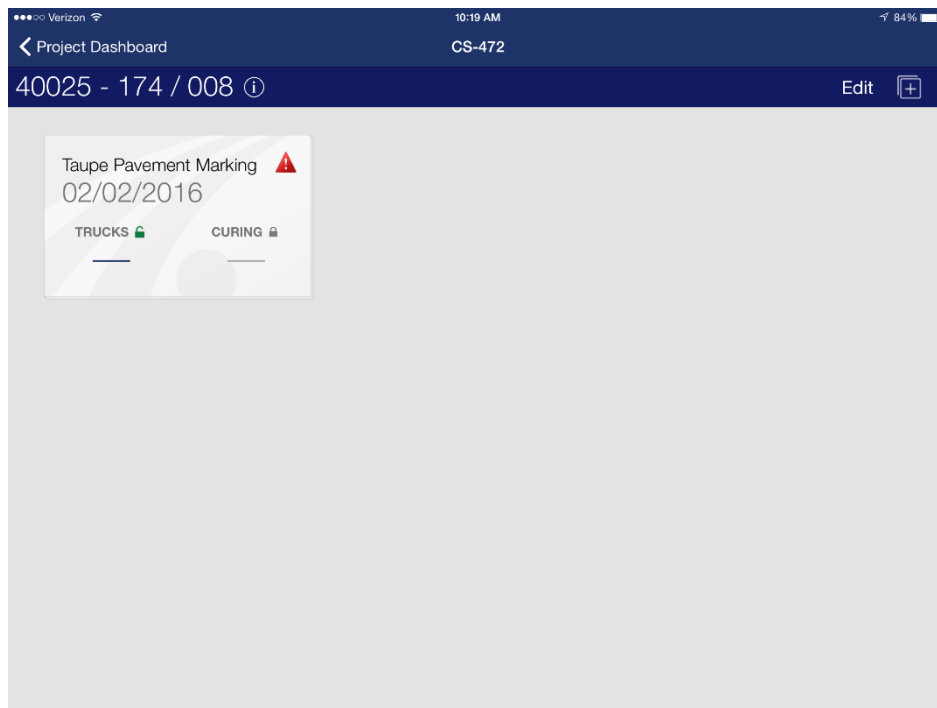 Verizon 10:19 AM 84%
Project Dashboard CS-472
40025 - 174 / 008 Edit
Taupe Pavement Marking
02/02/2016
TRUCKS CURING